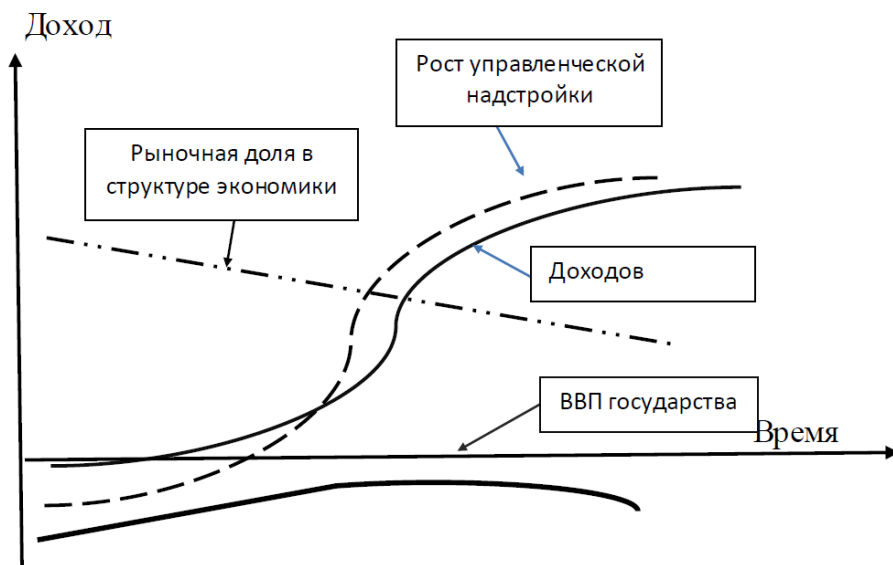 Доход
Рост управленческой
надстройки
Рыночная доля в
структуре экономики
Доходов
ВВП государства
Время